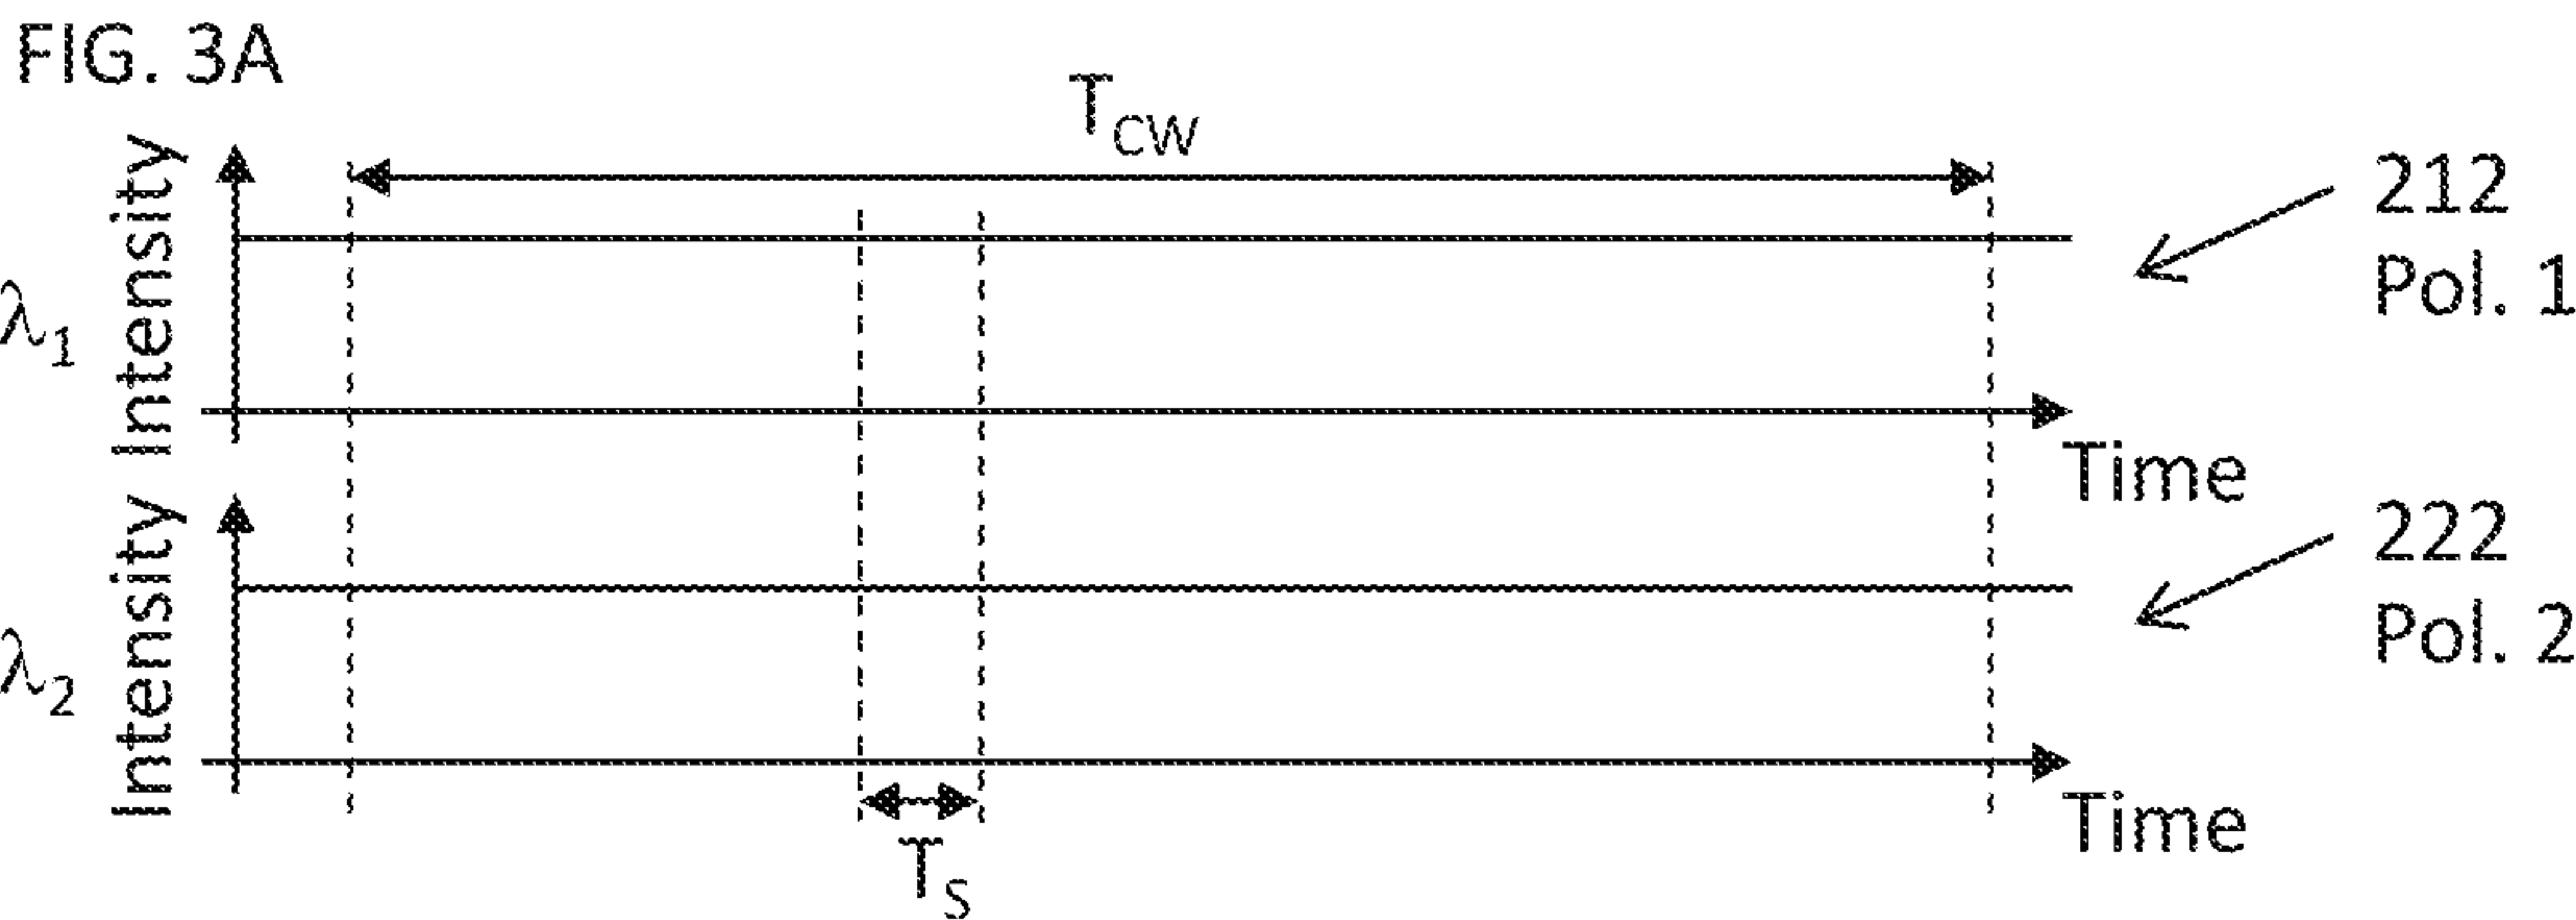 FIG. 3A
T_CW
Intensity
λ_1
212
Pol. 1
Time
Intensity
λ_2
222
Pol. 2
Time
T_S